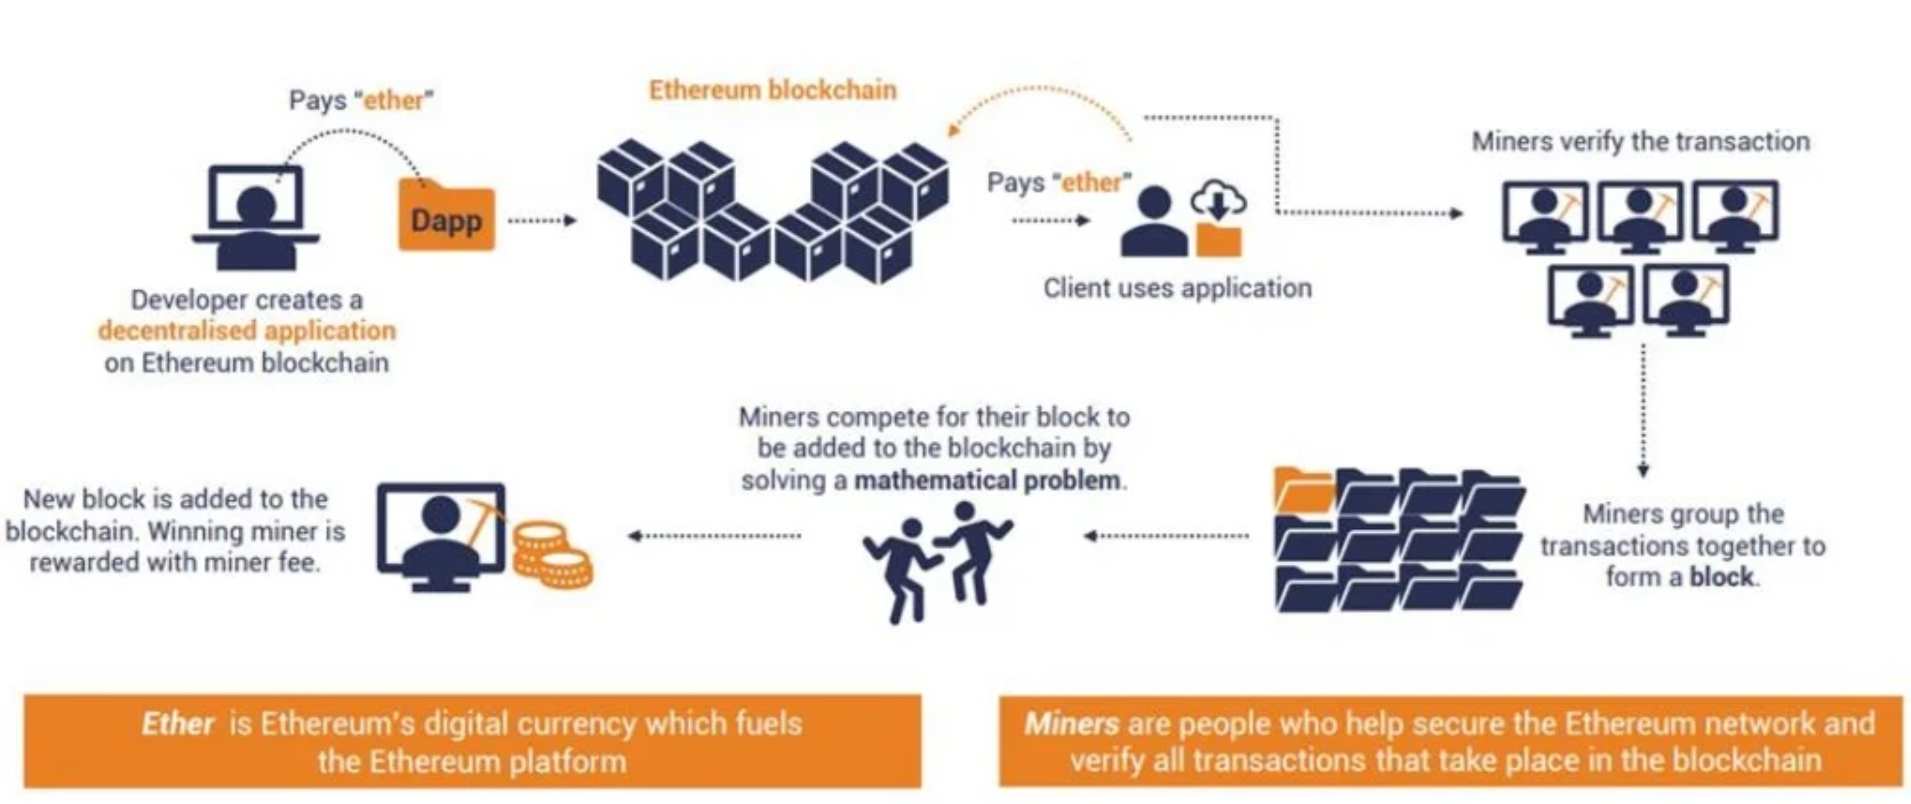 Pays "ether"
Dapp
Developer creates a
decentralised application
on Ethereum blockchain
Ethereum blockchain
Pays "ether"
Client uses application
Miners verify the transaction
Miners group the
transactions together to
form a block.
Miners compete for their block to
be added to the blockchain by
solving a mathematical problem.
New block is added to the
blockchain. Winning miner is
rewarded with miner fee.
Ether is Ethereum's digital currency which fuels
the Ethereum platform
Miners are people who help secure the Ethereum network and
verify all transactions that take place in the blockchain